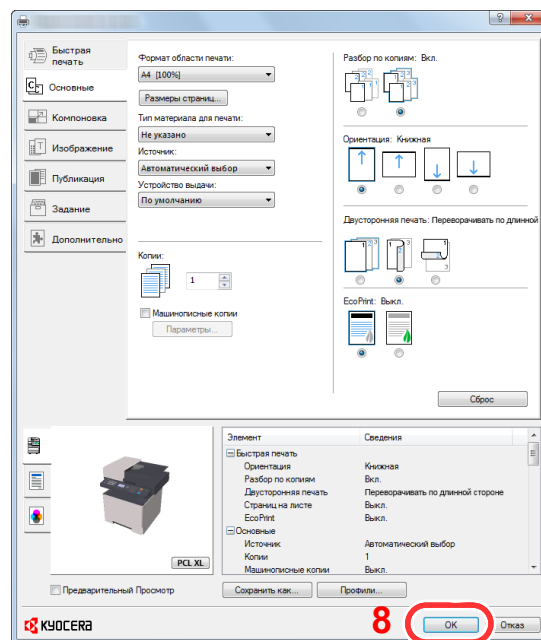 Быстрая
печать
Основные
Компоновка
Изображение
Публикация
Задание
Дополнительно
Формат области печати:
A4 [100%]
Размеры страниц...
Тип материала для печати:
Не указано
Источник:
Автоматический выбор
Устройство выдачи:
По умолчанию
Копии:
1
Машинописные копии
Параметры...
Разбор по копиям: Вкл.
Ориентация: Книжная
Двусторонняя печать: Переворачивать по длинной
EcoPrint: Выкл.
Сброс
PCL XL
Предварительный Просмотр
Элемент Сведения
Быстрая печать
Ориентация Книжная
Разбор по копиям Вкл.
Двусторонняя печать Переворачивать по длинной стороне
Страниц на листе Выкл.
EcoPrint Выкл.
Основные
Источник Автоматический выбор
Копии 1
Машинописные копии Выкл.
Сохранить как... Профили...
KYOCERA
8 OK Отказ